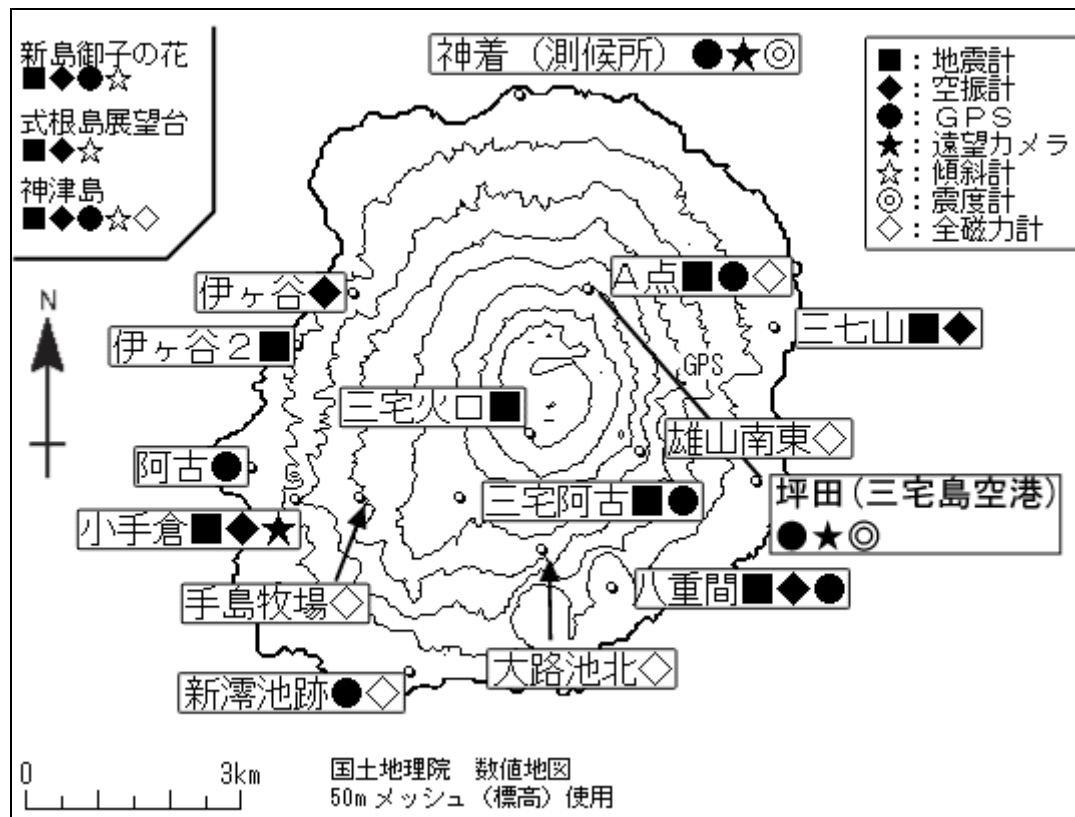 新島御子の花
■◆●☆
式根島展望台
■◆☆
神津島
■◆●☆◇
神着（測候所）●★◎
■：地震計
◆：空振計
●：ＧＰＳ
★：遠望カメラ
☆：傾斜計
◎：震度計
◇：全磁力計
N
伊ヶ谷◆
Ａ点■●◇
三七山■◆
伊ヶ谷２■
GPS
三宅火口■
雄山南東◇
阿古●
三宅阿古■●
坪田(三宅島空港)
●★◎
小手倉■◆★
手島牧場◇
八重間■◆●
大路池北◇
新澪池跡●◇
0 3km
国土地理院　数値地図
50mメッシュ（標高）使用